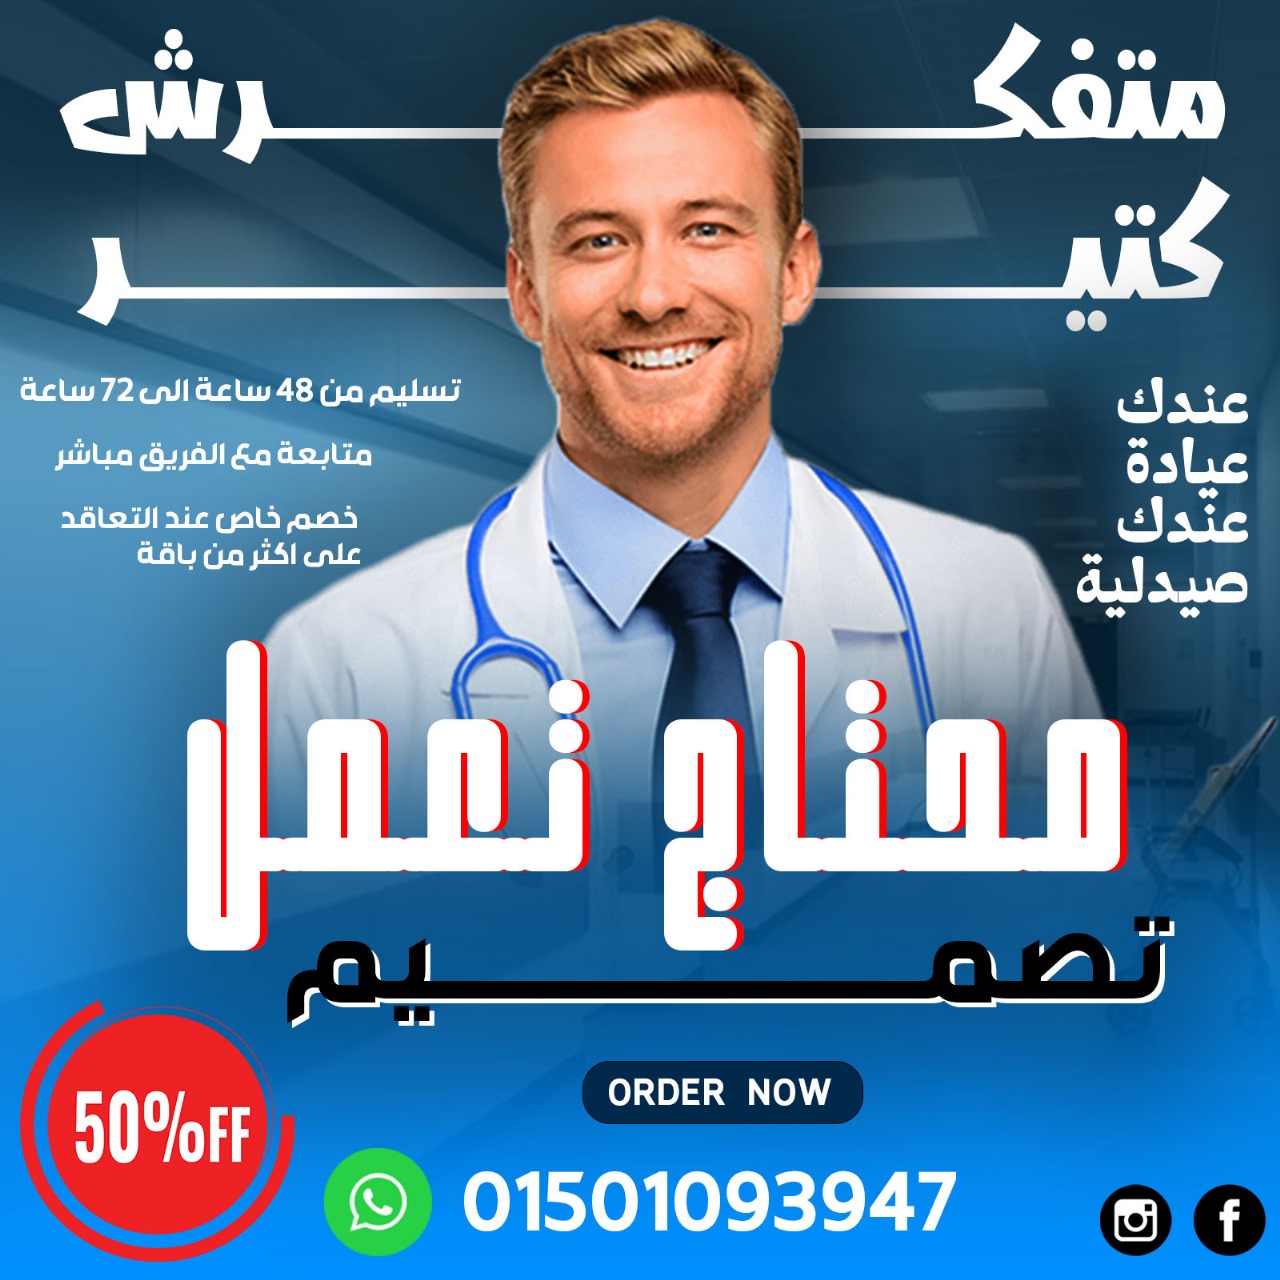 متفكرش
كتير
عندك
عيادة
عندك
صيدلية
تسليم من 48 ساعة الى 72 ساعة
متابعة مع الفريق مباشر
خصم خاص عند التعاقد
على اكثر من باقة
محتاج تعمل
تصميم
ORDER NOW
50%FF
01501093947